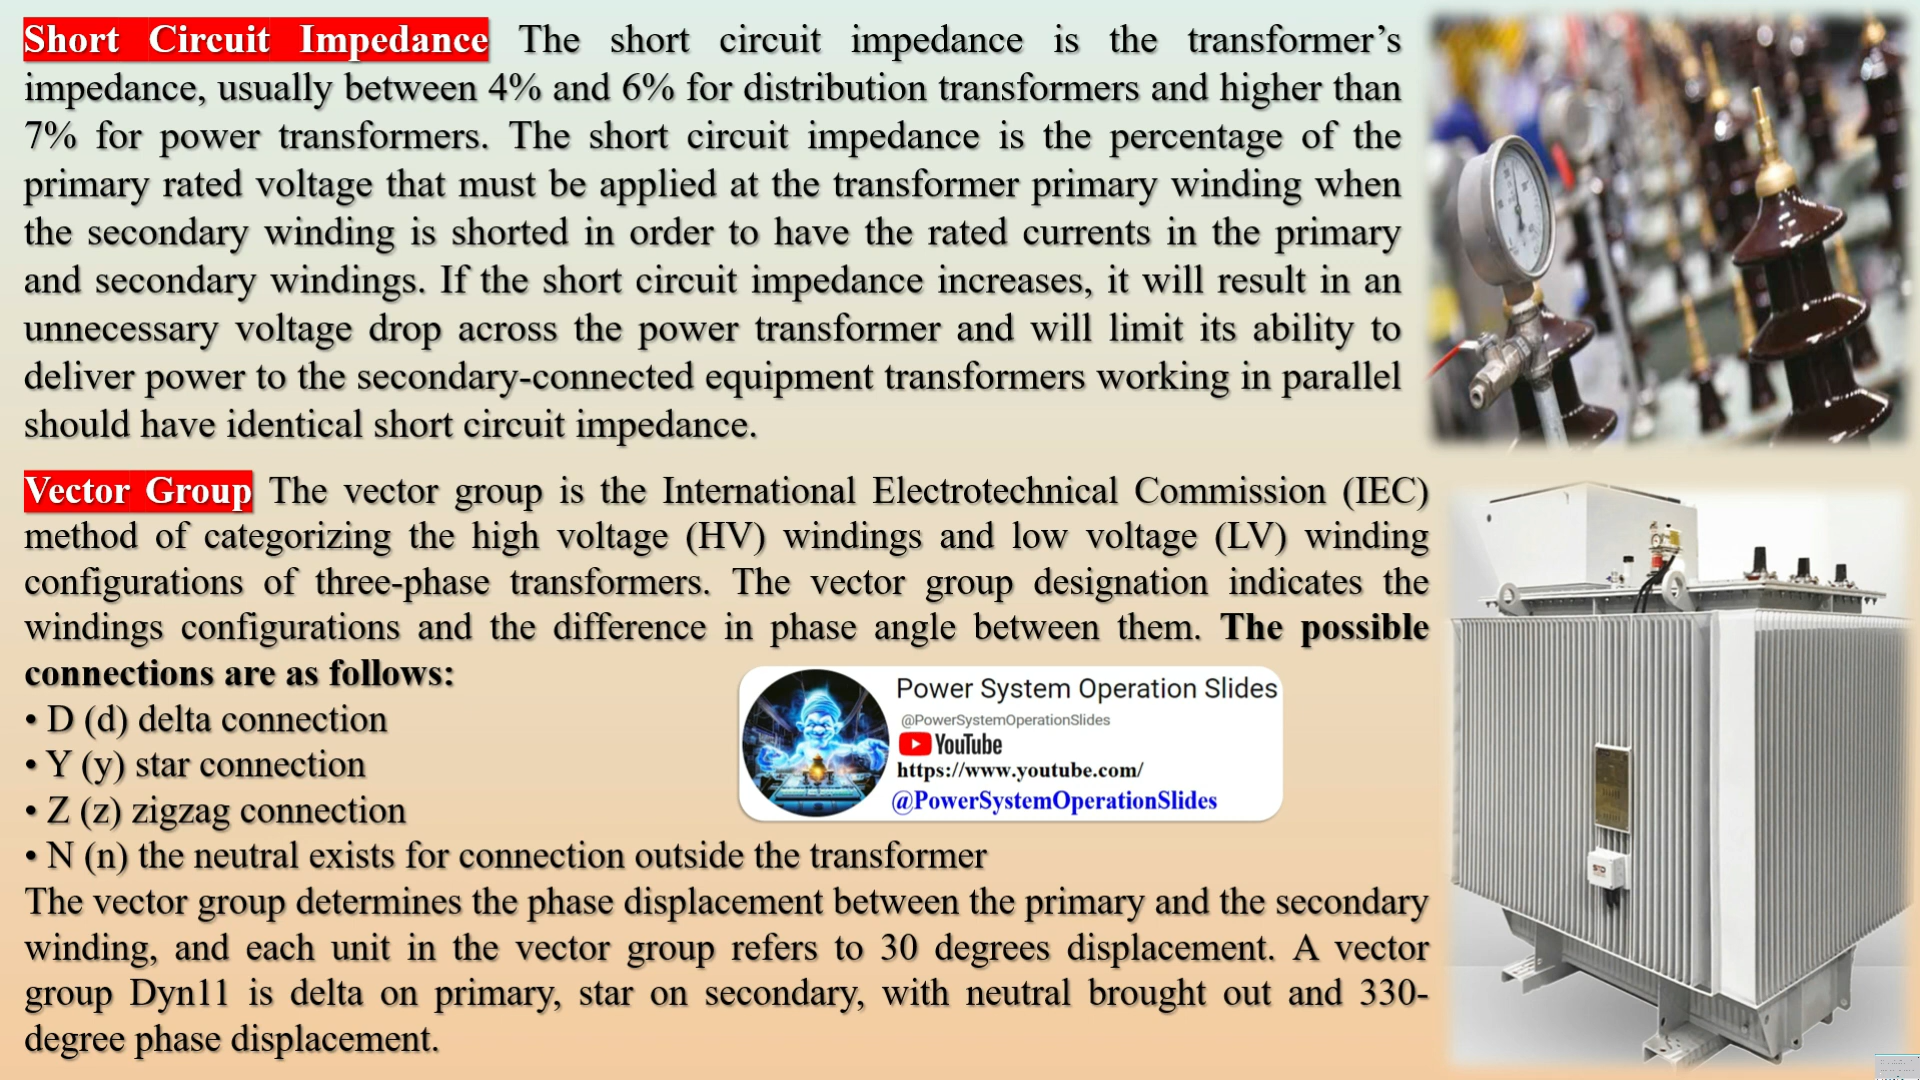 Short Circuit Impedance The short circuit impedance is the transformer’s
impedance, usually between 4% and 6% for distribution transformers and higher than
7% for power transformers. The short circuit impedance is the percentage of the
primary rated voltage that must be applied at the transformer primary winding when
the secondary winding is shorted in order to have the rated currents in the primary
and secondary windings. If the short circuit impedance increases, it will result in an
unnecessary voltage drop across the power transformer and will limit its ability to
deliver power to the secondary-connected equipment transformers working in parallel
should have identical short circuit impedance.
Vector Group The vector group is the International Electrotechnical Commission (IEC)
method of categorizing the high voltage (HV) windings and low voltage (LV) winding
configurations of three-phase transformers. The vector group designation indicates the
windings configurations and the difference in phase angle between them. The possible
connections are as follows:
• D (d) delta connection
• Y (y) star connection
• Z (z) zigzag connection
• N (n) the neutral exists for connection outside the transformer
The vector group determines the phase displacement between the primary and the secondary
winding, and each unit in the vector group refers to 30 degrees displacement. A vector
group Dyn11 is delta on primary, star on secondary, with neutral brought out and 330-
degree phase displacement.
Power System Operation Slides
@PowerSystemOperationSlides
YouTube
https://www.youtube.com/
@PowerSystemOperationSlides